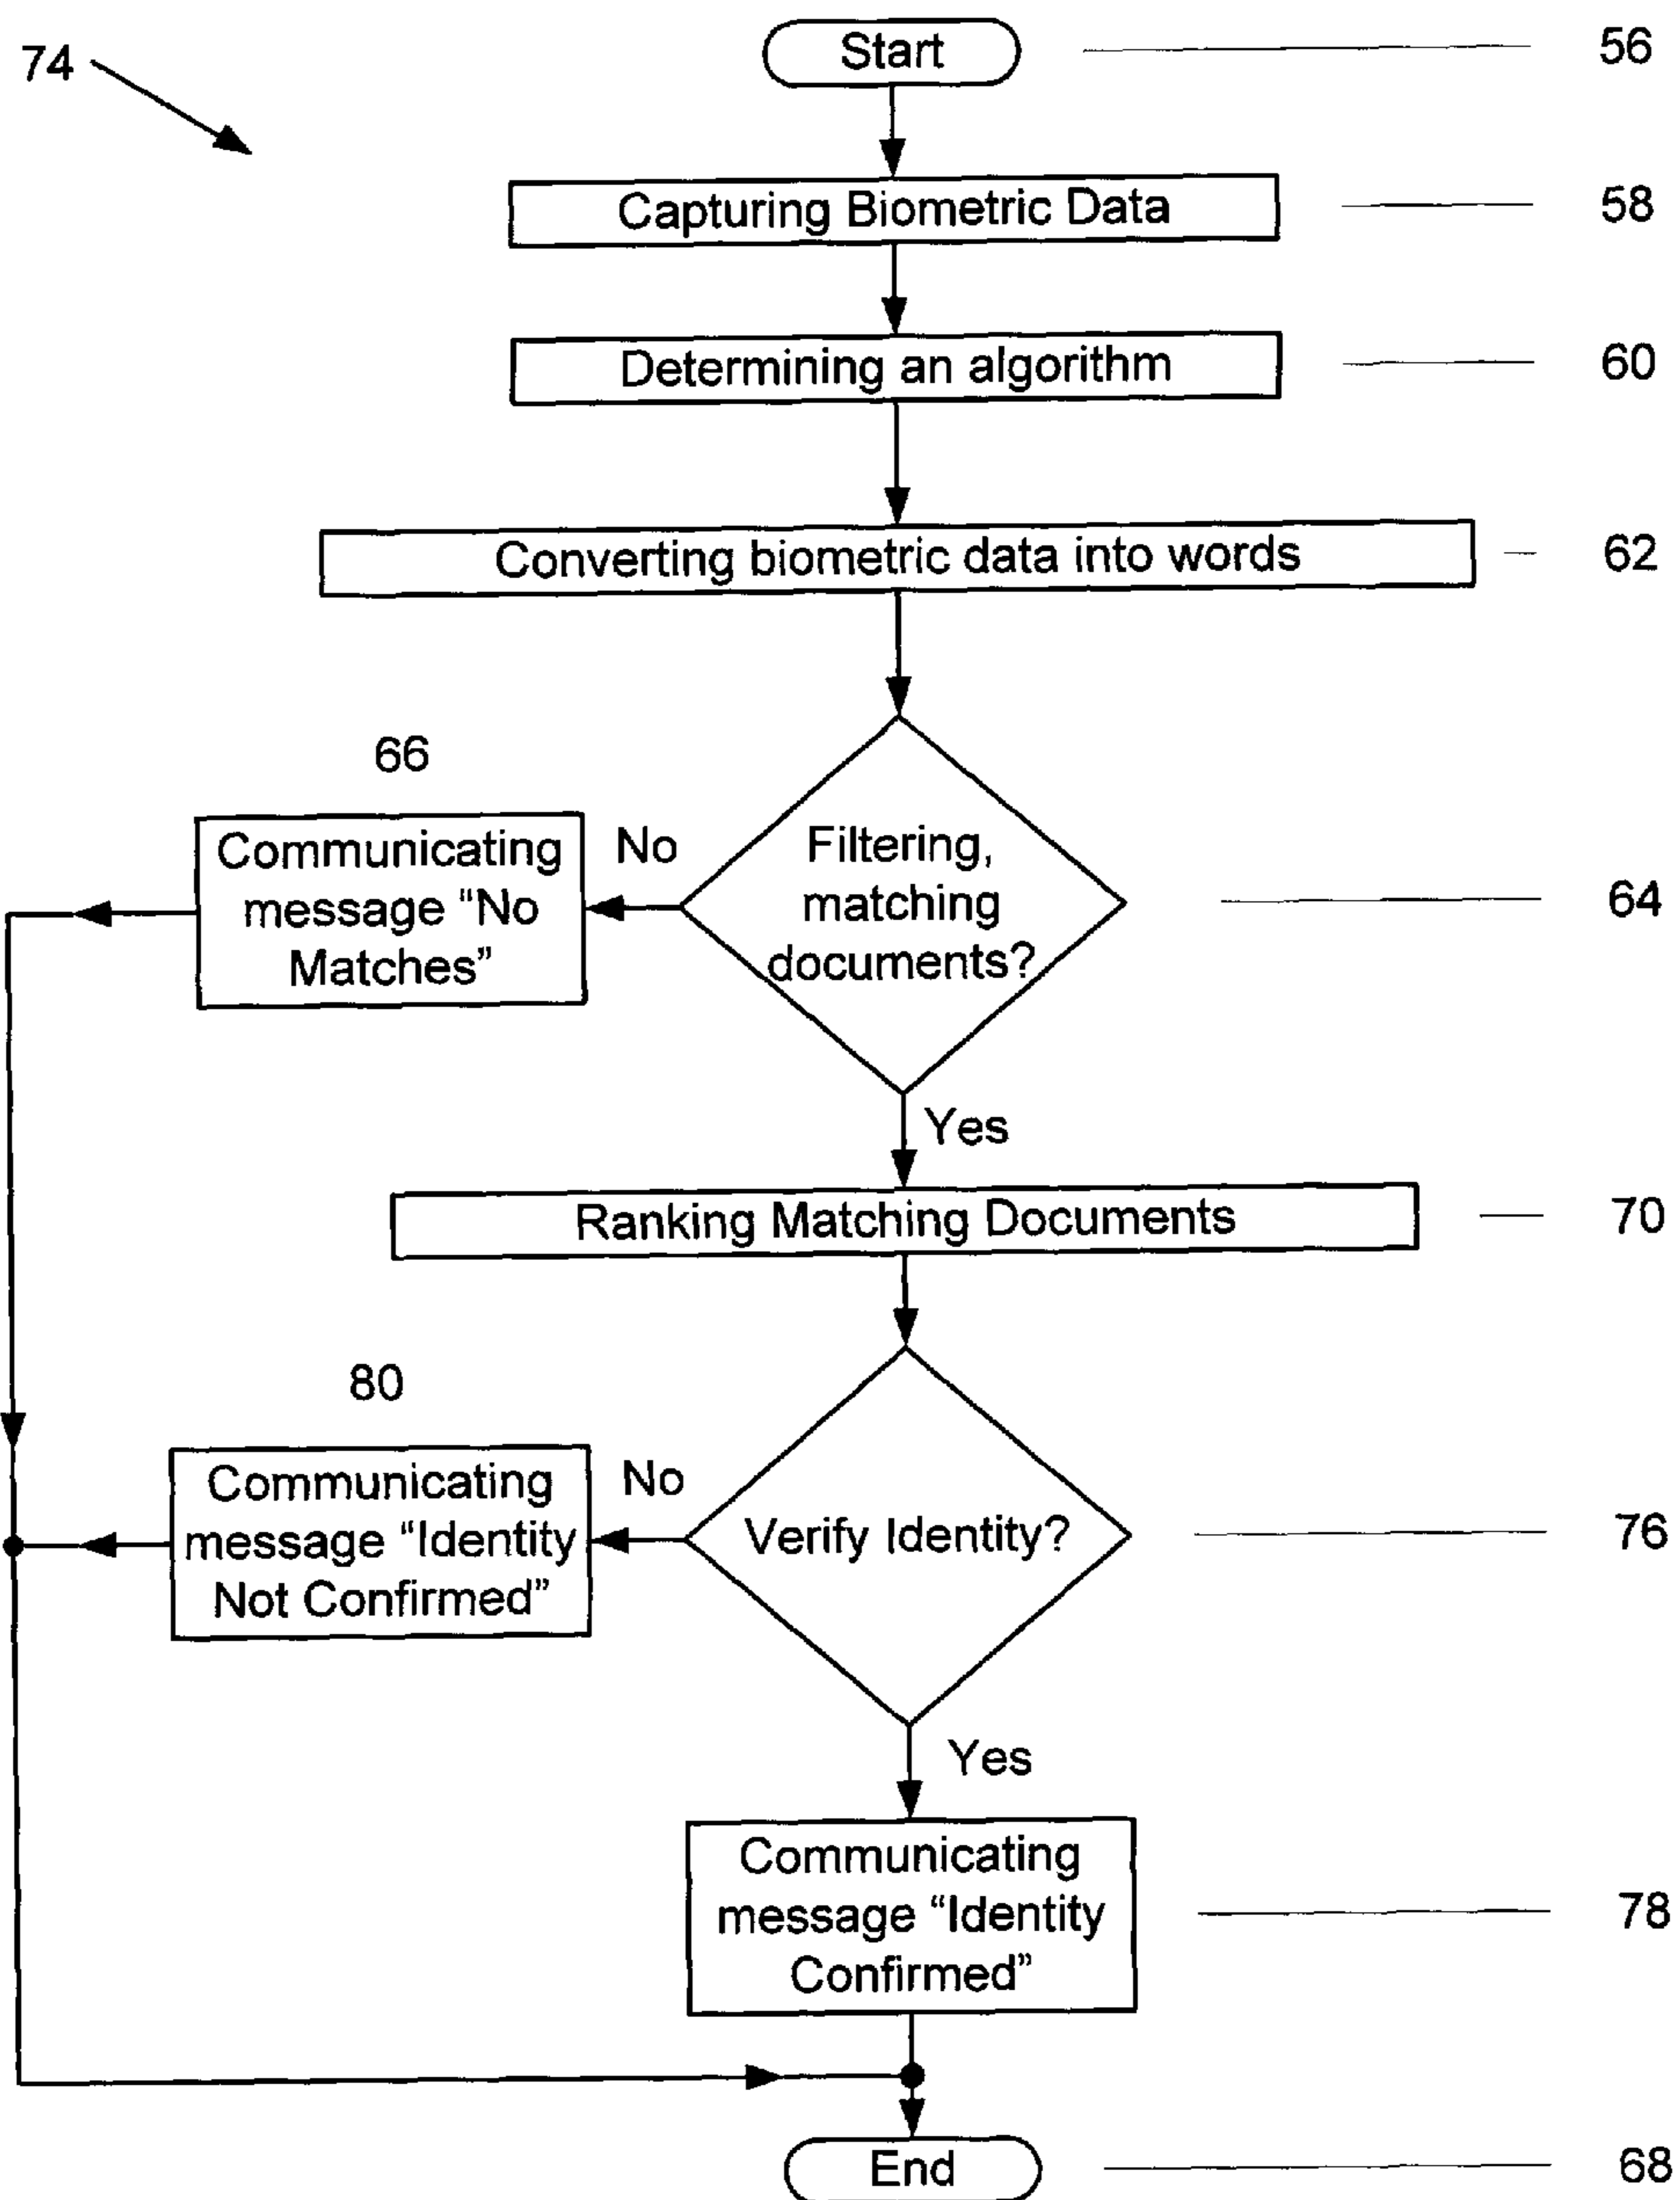 74
Start
56
Capturing Biometric Data
58
Determining an algorithm
60
Converting biometric data into words
62
66
Communicating
message “No
Matches”
No
Filtering,
matching
documents?
64
Yes
Ranking Matching Documents
70
80
Communicating
message “Identity
Not Confirmed”
No
Verify Identity?
76
Yes
Communicating
message “Identity
Confirmed”
78
End
68